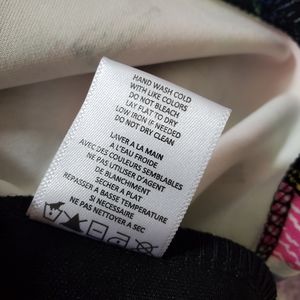 HAND WASH COLD
WITH LIKE COLORS
DO NOT BLEACH
LAY FLAT TO DRY
LOW IRON IF NEEDED
DO NOT DRY CLEAN
LAVER A LA MAIN
A L'EAU FROIDE
AVEC DES COULEURS SEMBLABLES
NE PAS UTILISER D'AGENT
DE BLANCHIMENT
SECHER A PLAT
REPASSER A BASSE TEMPERATURE
SI NECESSAIRE
NE PAS NETTOYER A SEC